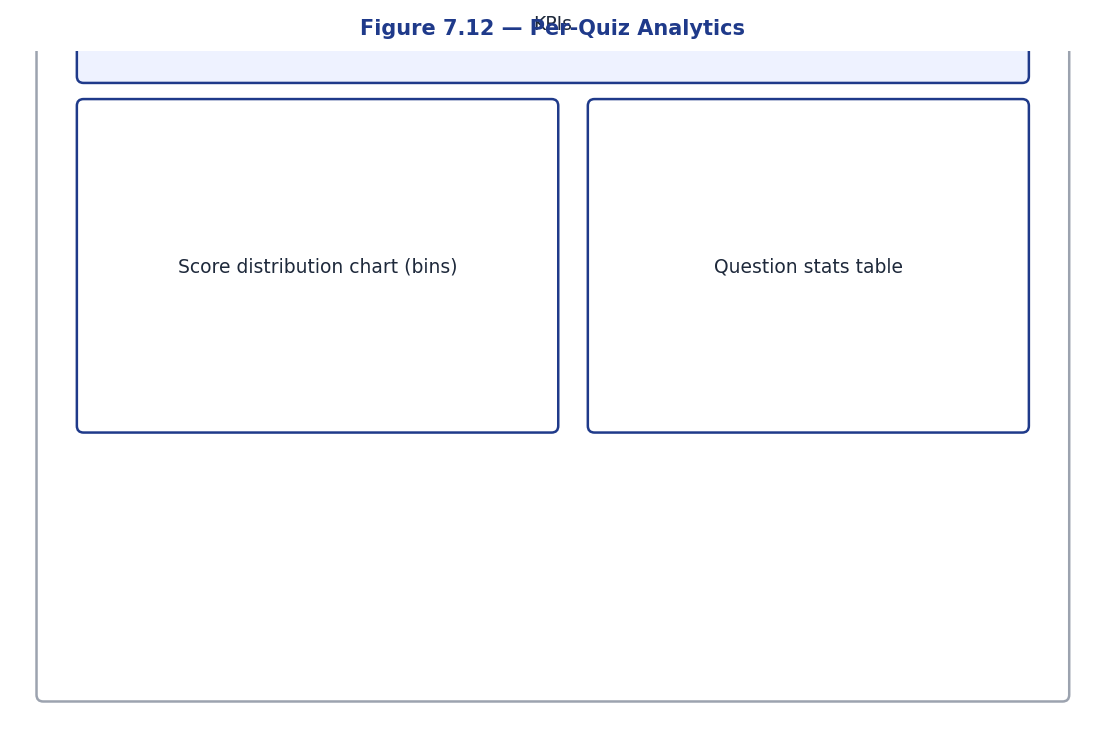 Figure 7.12 — Per-Quiz Analytics
KPIs
Score distribution chart (bins)
Question stats table